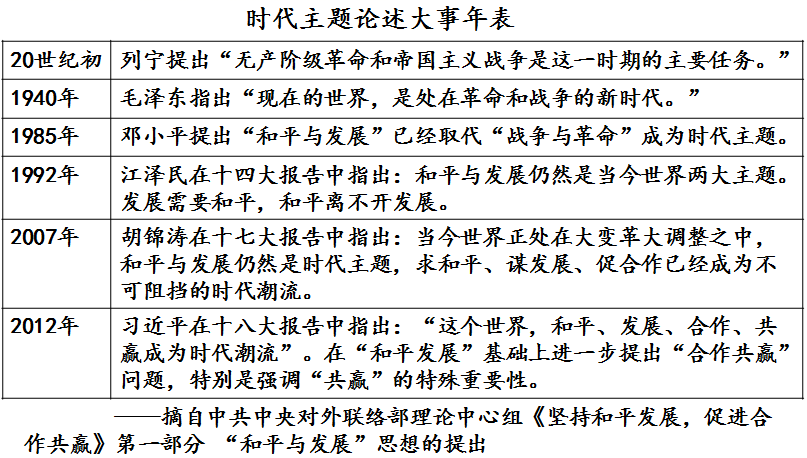 时代主题论述大事年表
20世纪初 列宁提出“无产阶级革命和帝国主义战争是这一时期的主要任务。”
1940年 毛泽东指出“现在的世界，是处在革命和战争的新时代。”
1985年 邓小平提出“和平与发展”已经取代“战争与革命”成为时代主题。
1992年 江泽民在十四大报告中指出：和平与发展仍然是当今世界两大主题。
发展需要和平，和平离不开发展。
2007年 胡锦涛在十七大报告中指出：当今世界正处在大变革大调整之中，
和平与发展仍然是时代主题，求和平、谋发展、促合作已经成为不
可阻挡的时代潮流。
2012年 习近平在十八大报告中指出：“这个世界，和平、发展、合作、共
赢成为时代潮流”。在“和平发展”基础上进一步提出“合作共赢”
问题，特别是强调“共赢”的特殊重要性。
——摘自中共中央对外联络部理论中心组《坚持和平发展，促进合
作共赢》第一部分 “和平与发展”思想的提出